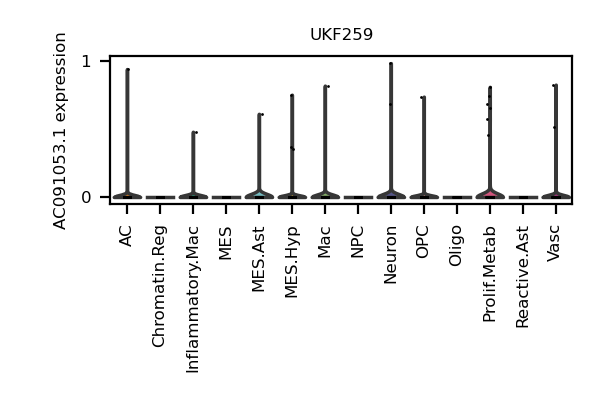 UKF259
AC091053.1 expression
1
0
AC
Chromatin.Reg
Inflammatory.Mac
MES
MES.Ast
MES.Hyp
Mac
NPC
Neuron
OPC
Oligo
Prolif.Metab
Reactive.Ast
Vasc